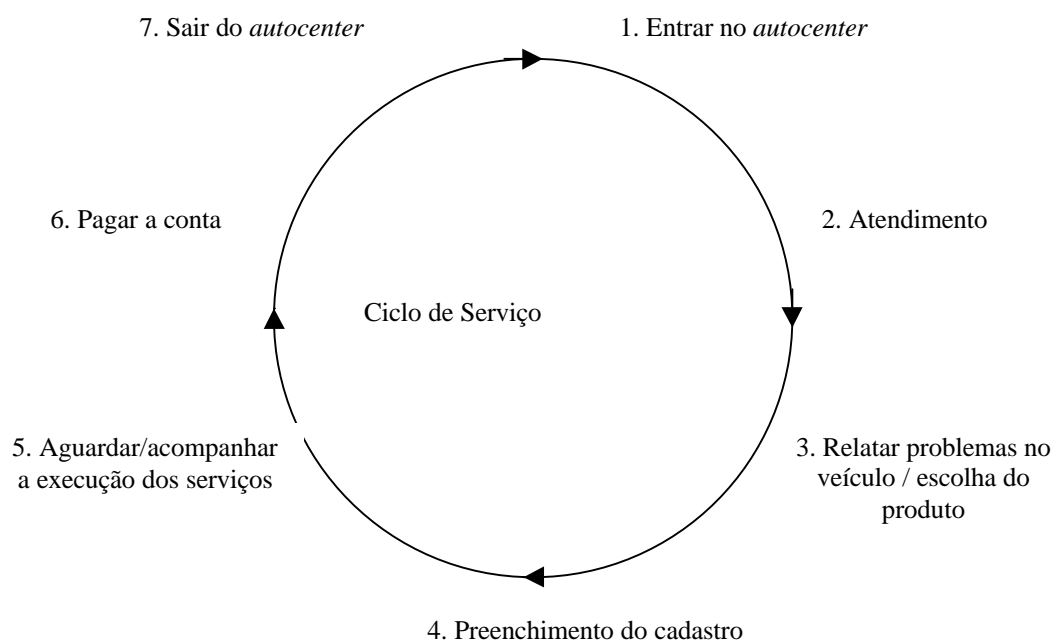 7. Sair do autocenter
1. Entrar no autocenter
6. Pagar a conta
2. Atendimento
Ciclo de Serviço
5. Aguardar/acompanhar
a execução dos serviços
3. Relatar problemas no
veículo / escolha do
produto
4. Preenchimento do cadastro